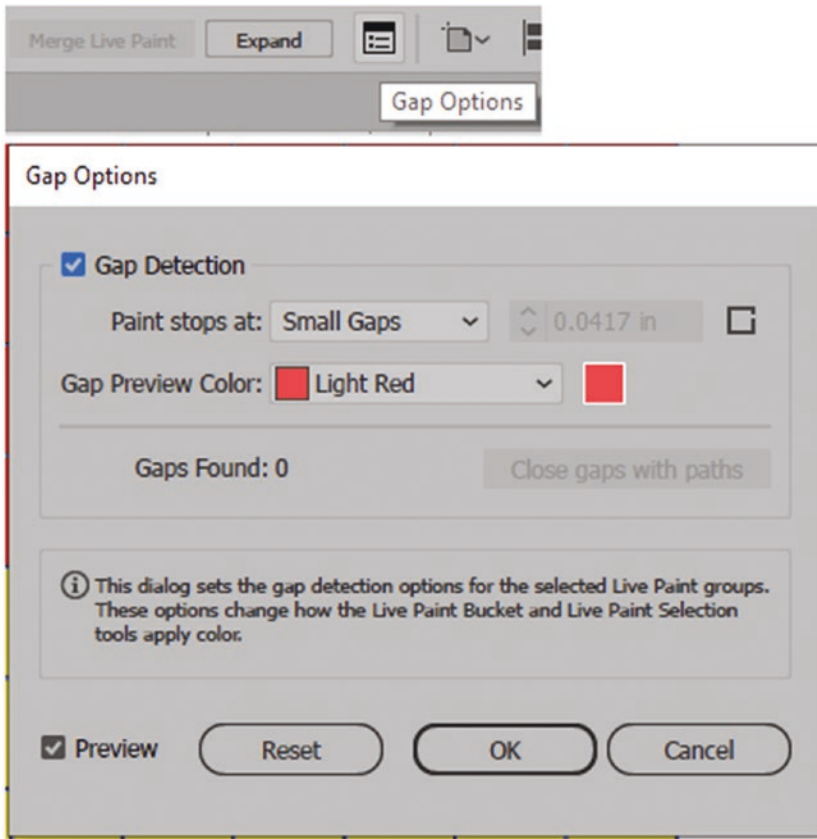 Merge Live Paint Expand
Gap Options
Gap Options
Gap Detection
Paint stops at: Small Gaps 0.0417 in
Gap Preview Color: Light Red
Gaps Found: 0 Close gaps with paths
This dialog sets the gap detection options for the selected Live Paint groups.
These options change how the Live Paint Bucket and Live Paint Selection
tools apply color.
Preview Reset OK Cancel